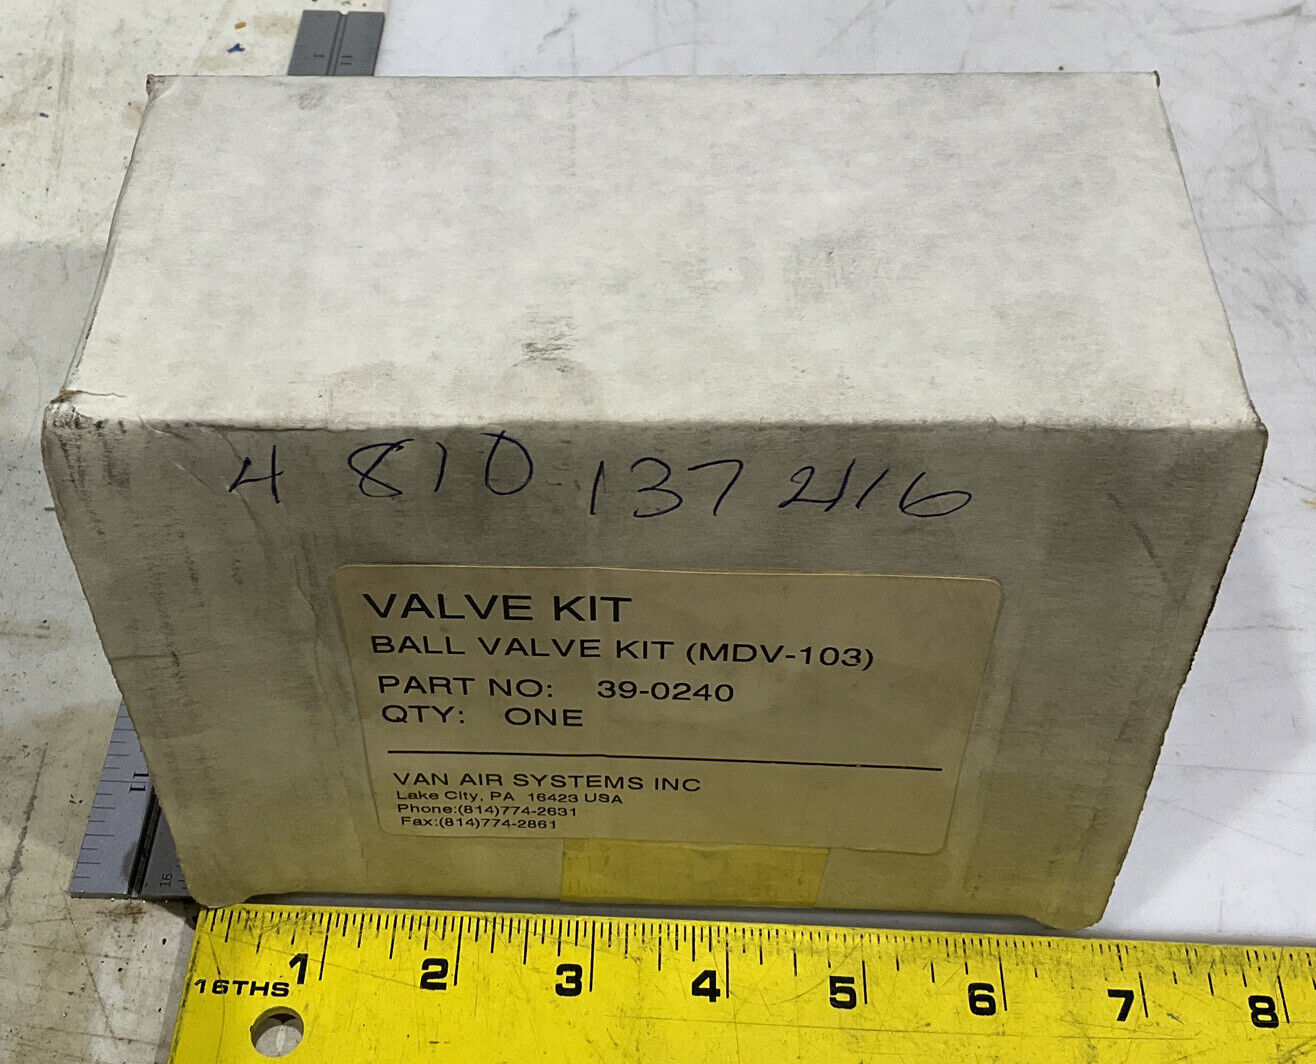 4 810 137 2416
VALVE KIT
BALL VALVE KIT (MDV-103)
PART NO: 39-0240
QTY: ONE
VAN AIR SYSTEMS INC
Lake City, PA 16423 USA
Phone:(814)774-2631
Fax:(814)774-2861
1 2 3 4 5 6 7 8
16THS